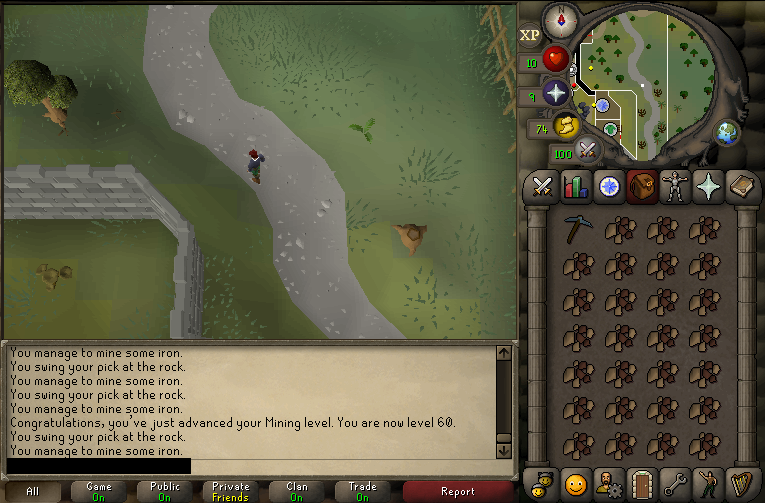 N
XP
10
9
74
100
You manage to mine some iron.
You swing your pick at the rock.
You manage to mine some iron.
You swing your pick at the rock.
You manage to mine some iron.
Congratulations, you've just advanced your Mining level. You are now level 60.
You swing your pick at the rock.
You manage to mine some iron.
All
Game
On
Public
On
Private
Friends
Clan
On
Trade
On
Report